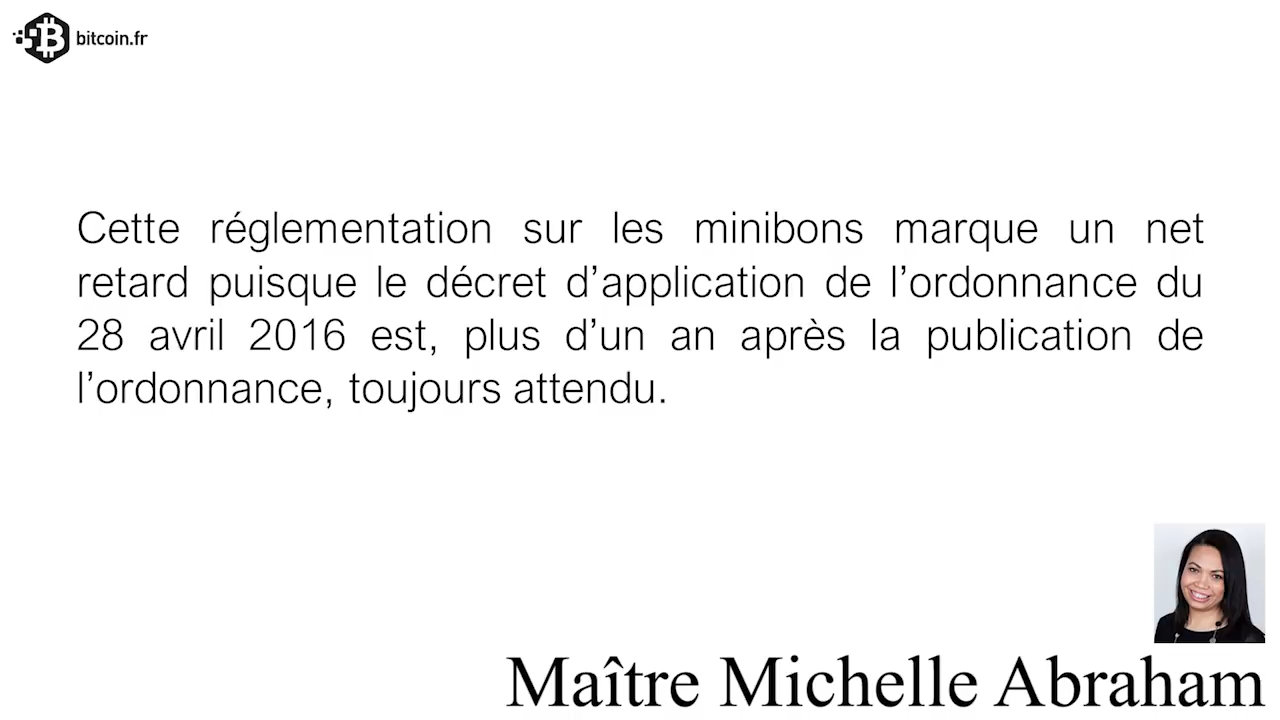 bitcoin.fr
Cette réglementation sur les minibons marque un net
retard puisque le décret d’application de l’ordonnance du
28 avril 2016 est, plus d’un an après la publication de
l’ordonnance, toujours attendu.
Maître Michelle Abraham